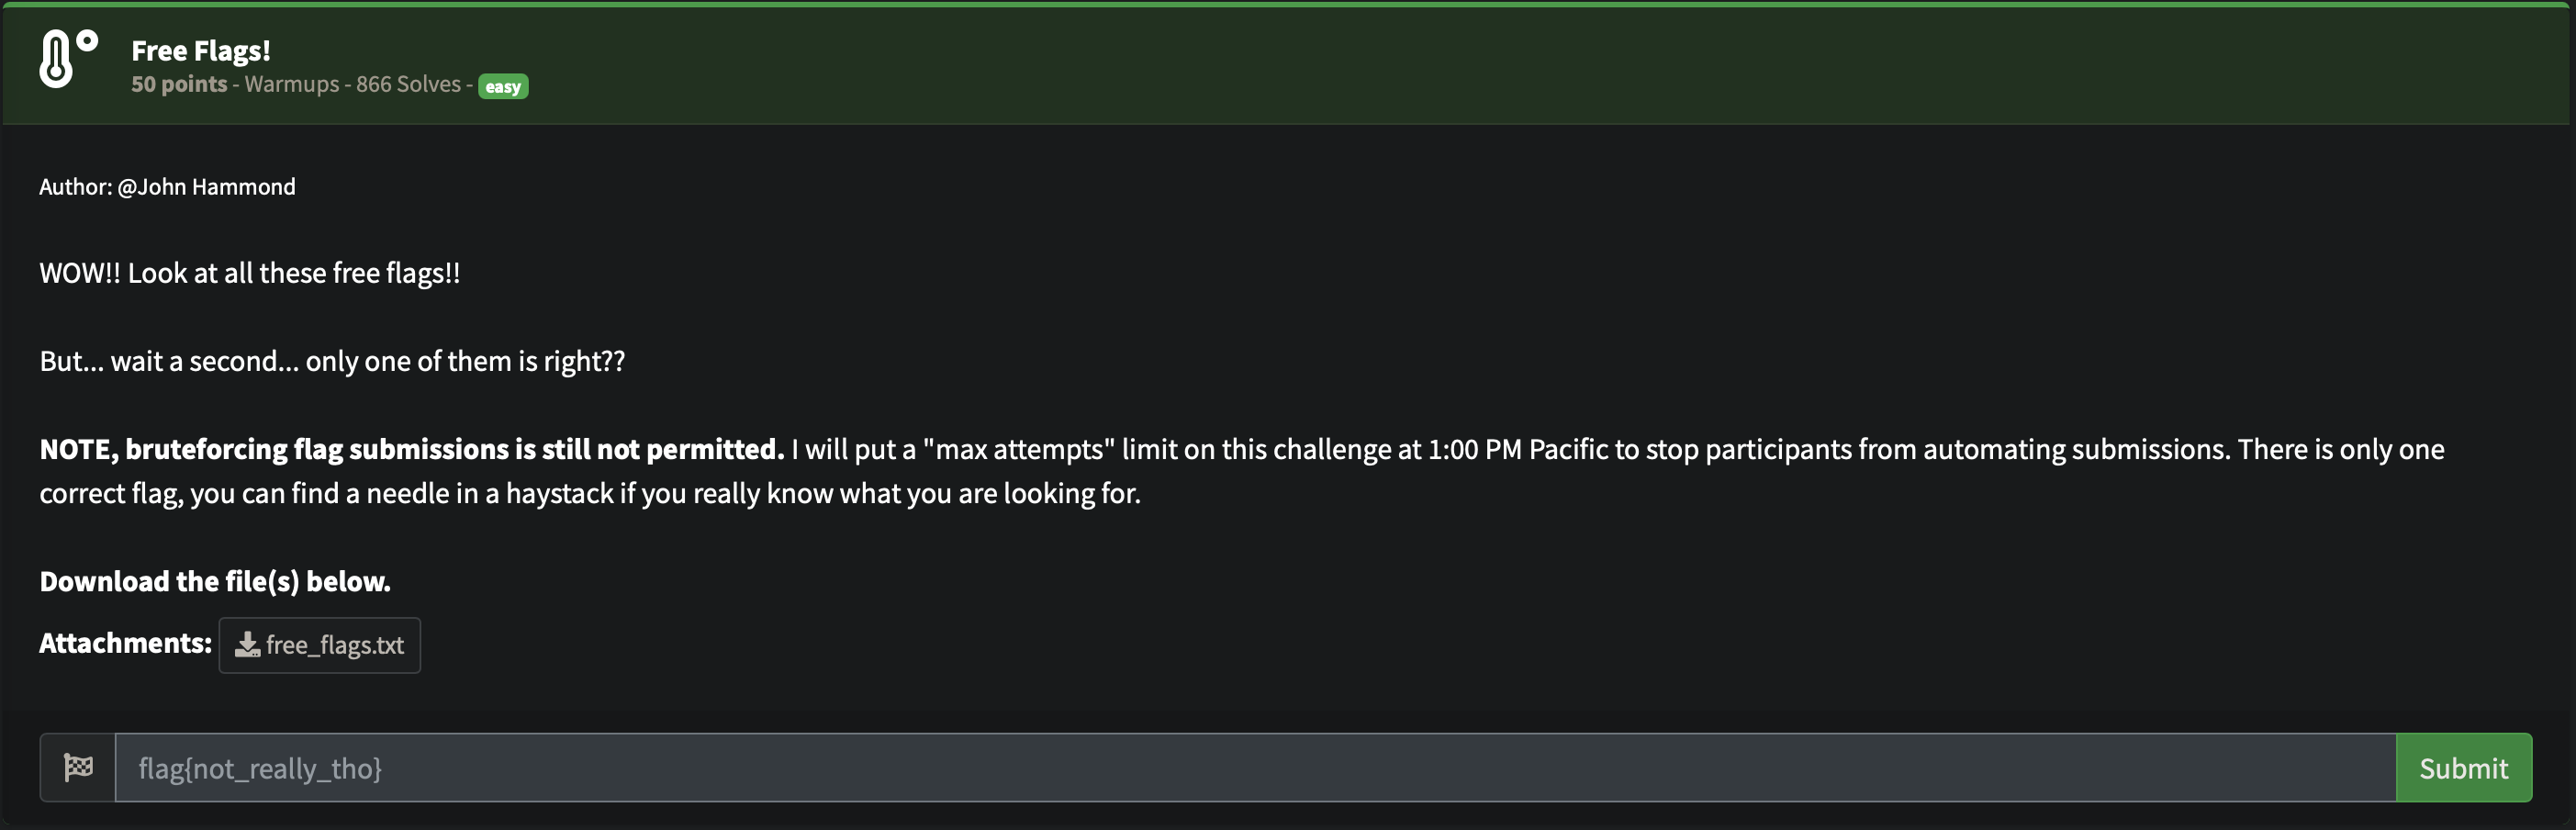 Free Flags!
50 points - Warmups - 866 Solves - easy
Author: @John Hammond
WOW!! Look at all these free flags!!
But... wait a second... only one of them is right??
NOTE, bruteforcing flag submissions is still not permitted. I will put a "max attempts" limit on this challenge at 1:00 PM Pacific to stop participants from automating submissions. There is only one
correct flag, you can find a needle in a haystack if you really know what you are looking for.
Download the file(s) below.
Attachments: free_flags.txt
flag{not_really_tho} Submit